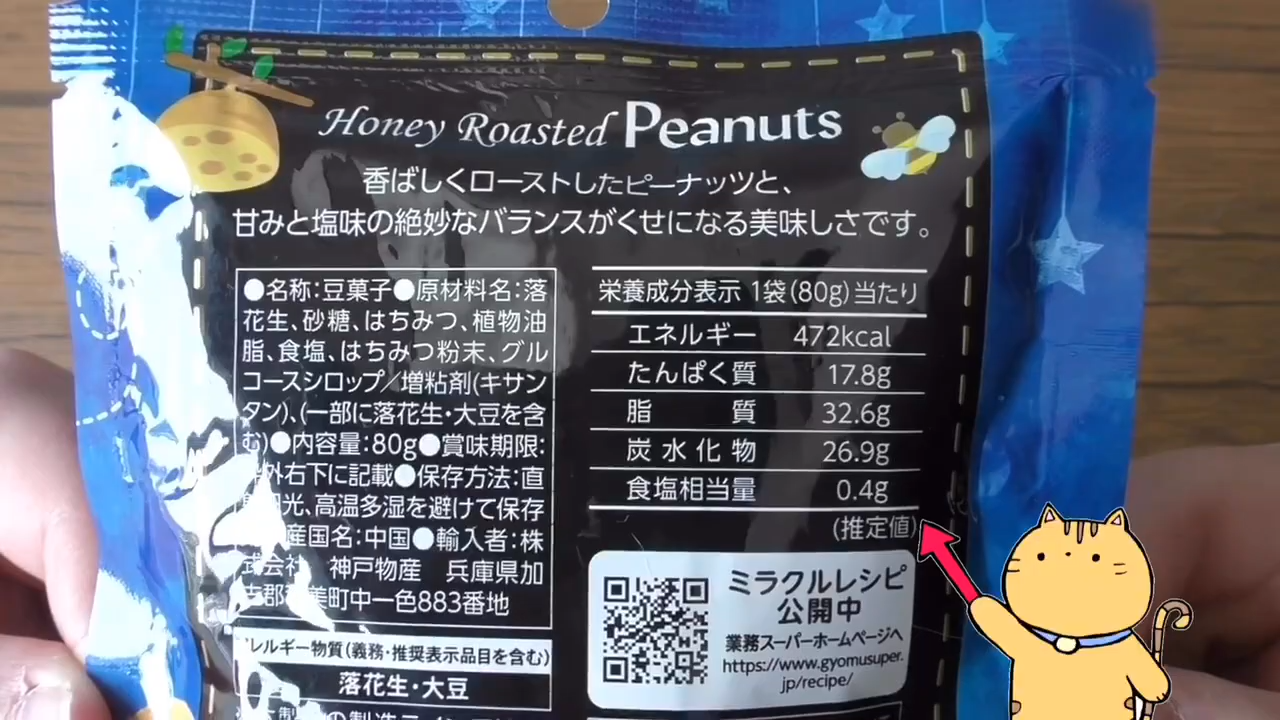 Honey Roasted Peanuts
香ばしくローストしたピーナッツと、
甘みと塩味の絶妙なバランスがくせになる美味しさです。
●名称:豆菓子●原材料名:落
花生、砂糖、はちみつ、植物油
脂、食塩、はちみつ粉末、グル
コースシロップ/増粘剤(キサン
タン)、(一部に落花生・大豆を含
む)●内容量:80g●賞味期限:
外右下に記載●保存方法:直
光、高温多湿を避けて保存
産国名:中国●輸入者:株
式会社 神戸物産 兵庫県加
古郡 美町中一色883番地
レルギー物質(義務・推奨表示品目を含む)
落花生・大豆
栄養成分表示 1袋(80g)当たり
エネルギー 472kcal
たんぱく質 17.8g
脂質 32.6g
炭水化物 26.9g
食塩相当量 0.4g
(推定値)
ミラクルレシピ
公開中
業務スーパーホームページへ
https://www.gyomusuper.
jp/recipe/